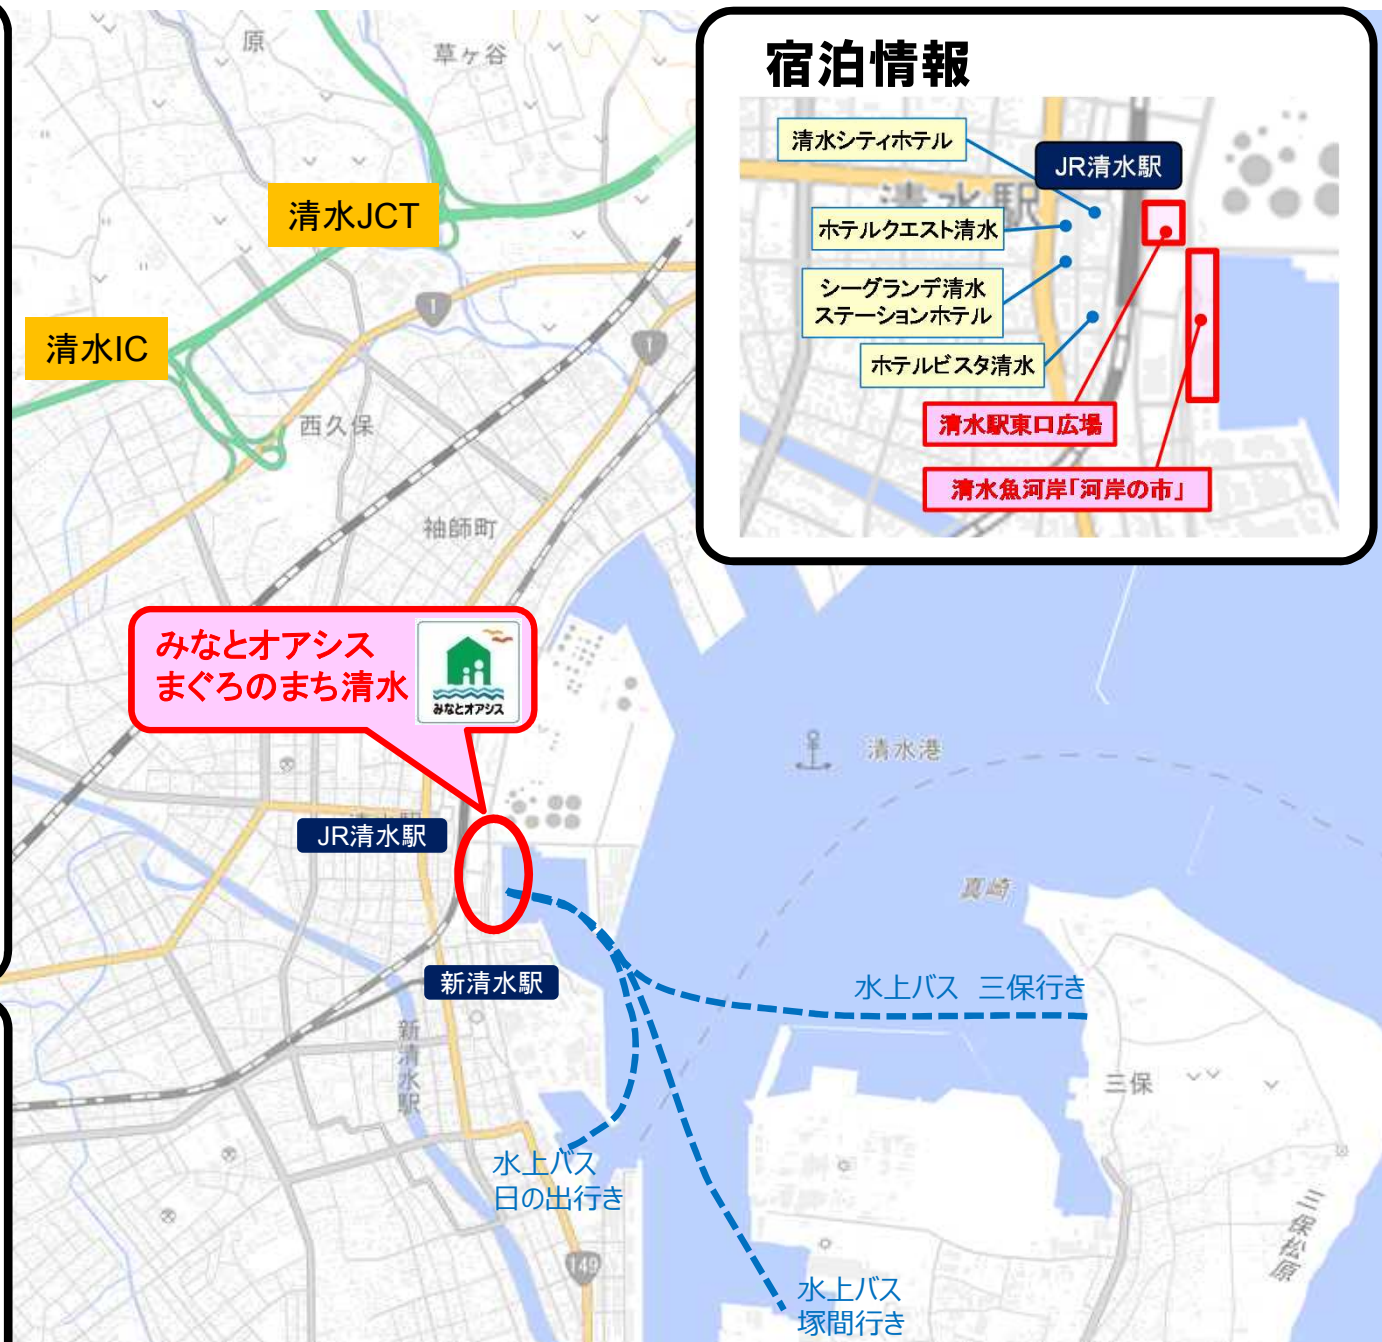 宿泊情報
清水シティホテル
JR清水駅
清水駅
ホテルクエスト清水
シーグランデ清水
ステーションホテル
ホテルビスタ清水
清水駅東口広場
清水魚河岸「河岸の市」
原
草ヶ谷
清水JCT
1
清水IC
1
西久保
袖師町
みなとオアシス
まぐろのまち清水
みなとオアシス
清水港
JR清水駅
真崎
新清水駅
水上バス 三保行き
新清水駅
三保
水上バス
日の出行き
三保松原
149
水上バス
塚間行き